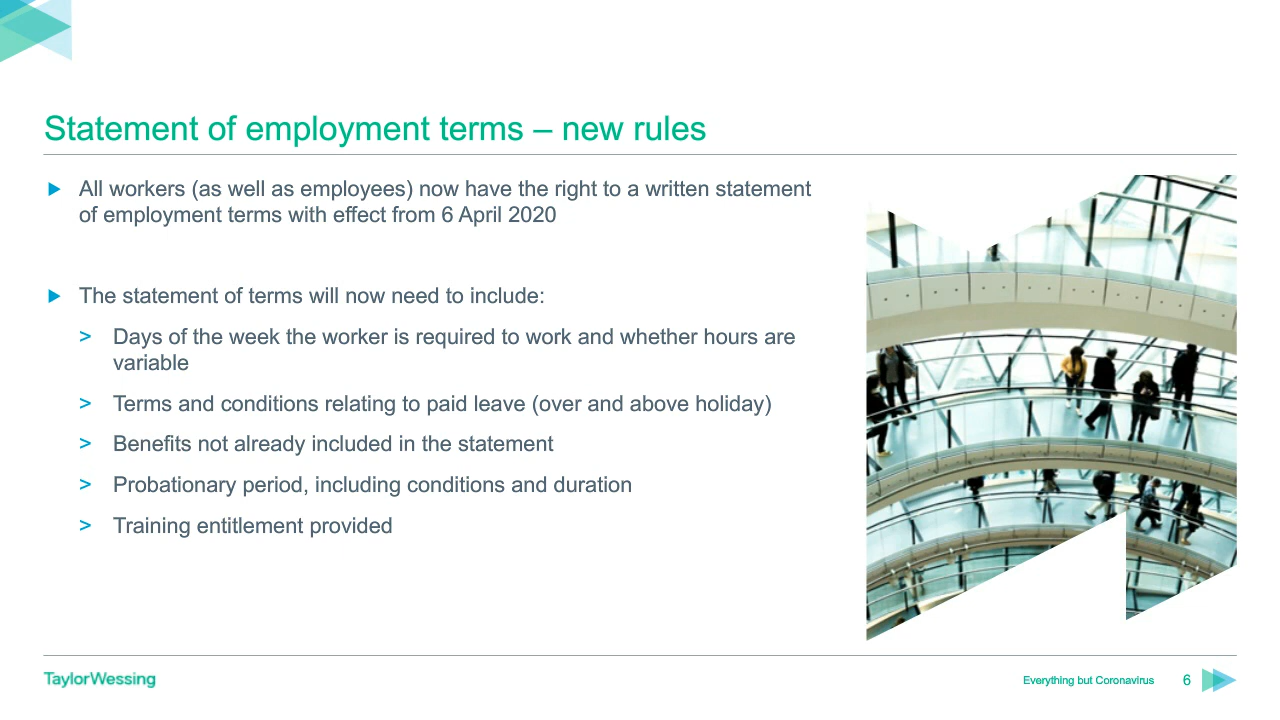 Statement of employment terms – new rules
All workers (as well as employees) now have the right to a written statement
of employment terms with effect from 6 April 2020
The statement of terms will now need to include:
> Days of the week the worker is required to work and whether hours are
variable
> Terms and conditions relating to paid leave (over and above holiday)
> Benefits not already included in the statement
> Probationary period, including conditions and duration
> Training entitlement provided
TaylorWessing
Everything but Coronavirus 6